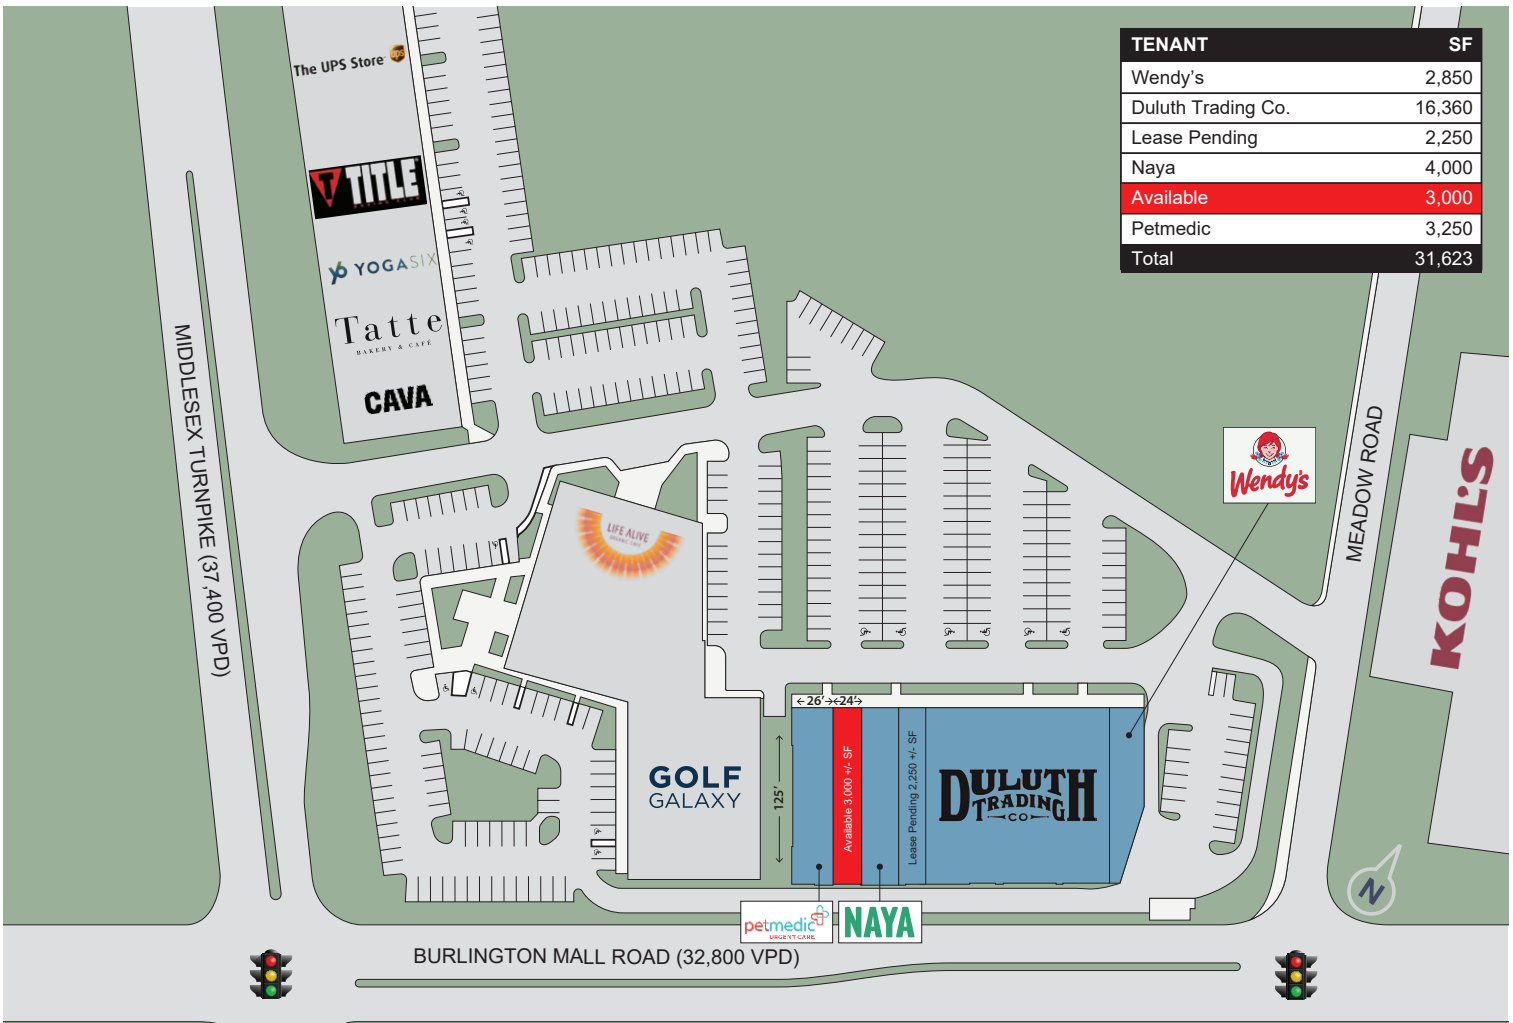 The UPS Store
ups
TITLE
YOGASIX
Tatte
BAKERY & CAFÉ
CAVA
MIDDLESEX TURNPIKE (37,400 VPD)
TENANT SF
Wendy's 2,850
Duluth Trading Co. 16,360
Lease Pending 2,250
Naya 4,000
Available 3,000
Petmedic 3,250
Total 31,623
Wendy's
MEADOW ROAD
KOHL'S
LIFE ALIVE
ORGANIC CAFE
GOLF
GALAXY
26' 24'
125'
Available 3,000 +/- SF
Lease Pending 2,250 +/- SF
DULUTH
TRADING
CO
petmedic
URGENT CARE
NAYA
N
BURLINGTON MALL ROAD (32,800 VPD)